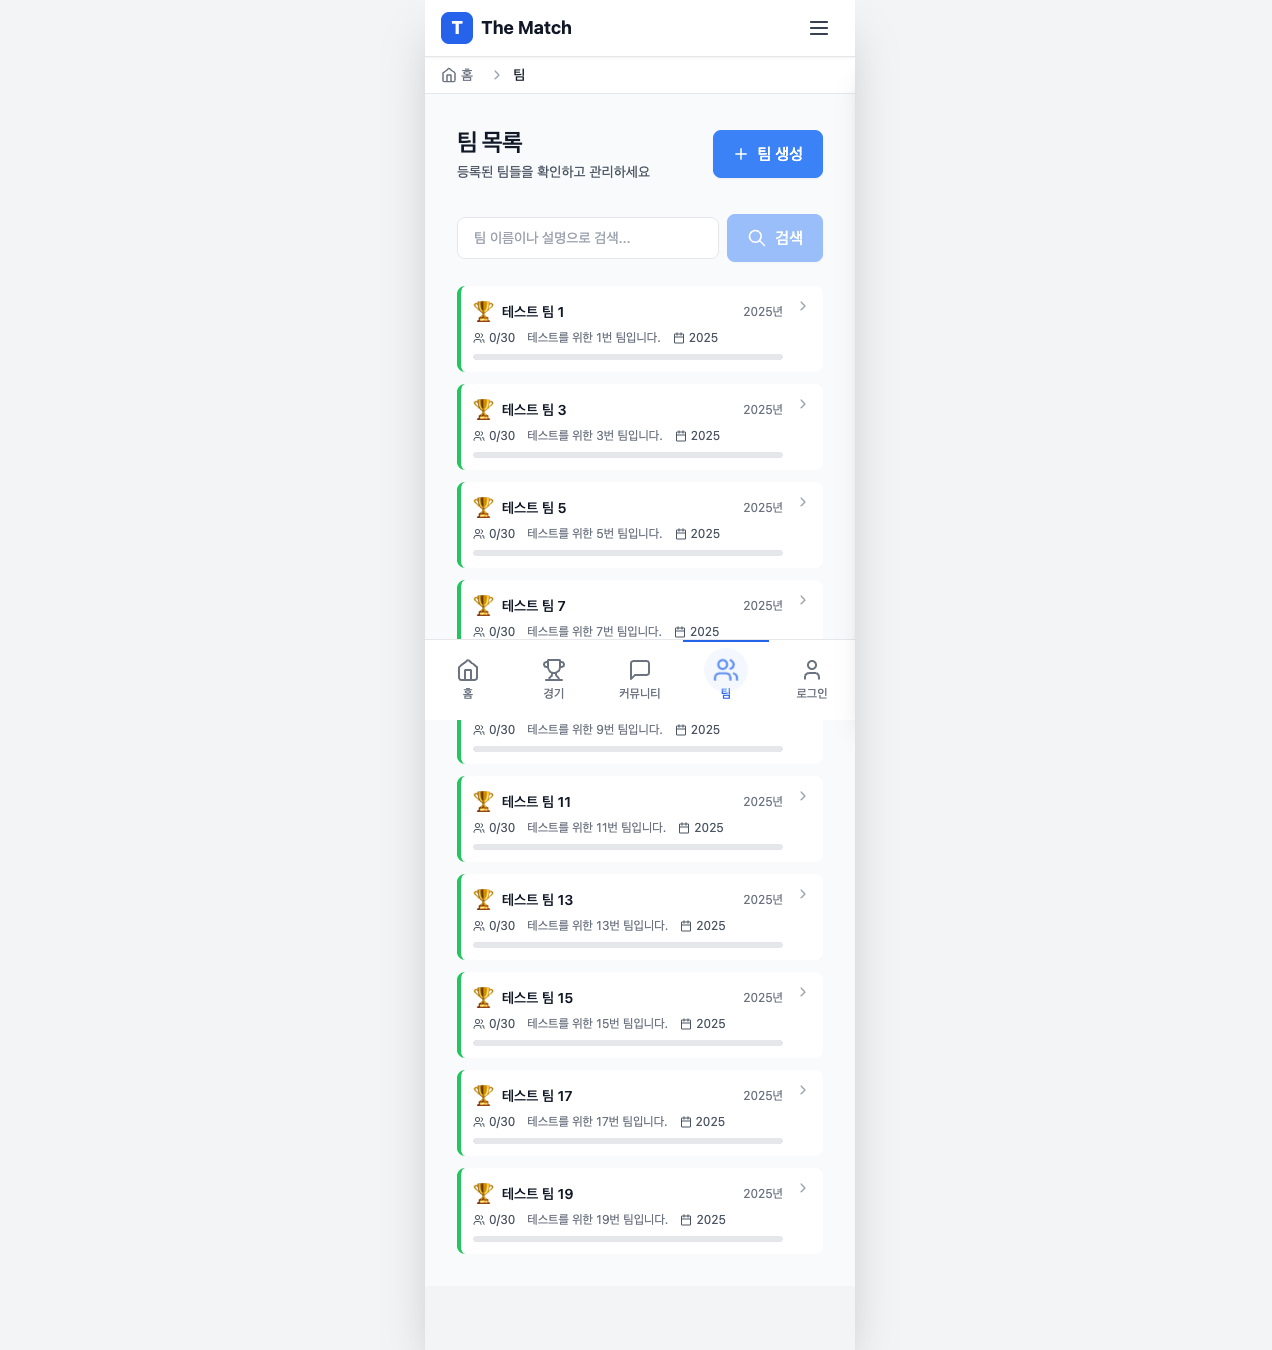 T The Match
홈 팀
팀 목록
등록된 팀들을 확인하고 관리하세요
팀 생성
팀 이름이나 설명으로 검색...
검색
테스트 팀 1 2025년
0/30 테스트를 위한 1번 팀입니다. 2025
테스트 팀 3 2025년
0/30 테스트를 위한 3번 팀입니다. 2025
테스트 팀 5 2025년
0/30 테스트를 위한 5번 팀입니다. 2025
테스트 팀 7 2025년
0/30 테스트를 위한 7번 팀입니다. 2025
홈 경기 커뮤니티 팀 로그인
0/30 테스트를 위한 9번 팀입니다. 2025
테스트 팀 11 2025년
0/30 테스트를 위한 11번 팀입니다. 2025
테스트 팀 13 2025년
0/30 테스트를 위한 13번 팀입니다. 2025
테스트 팀 15 2025년
0/30 테스트를 위한 15번 팀입니다. 2025
테스트 팀 17 2025년
0/30 테스트를 위한 17번 팀입니다. 2025
테스트 팀 19 2025년
0/30 테스트를 위한 19번 팀입니다. 2025